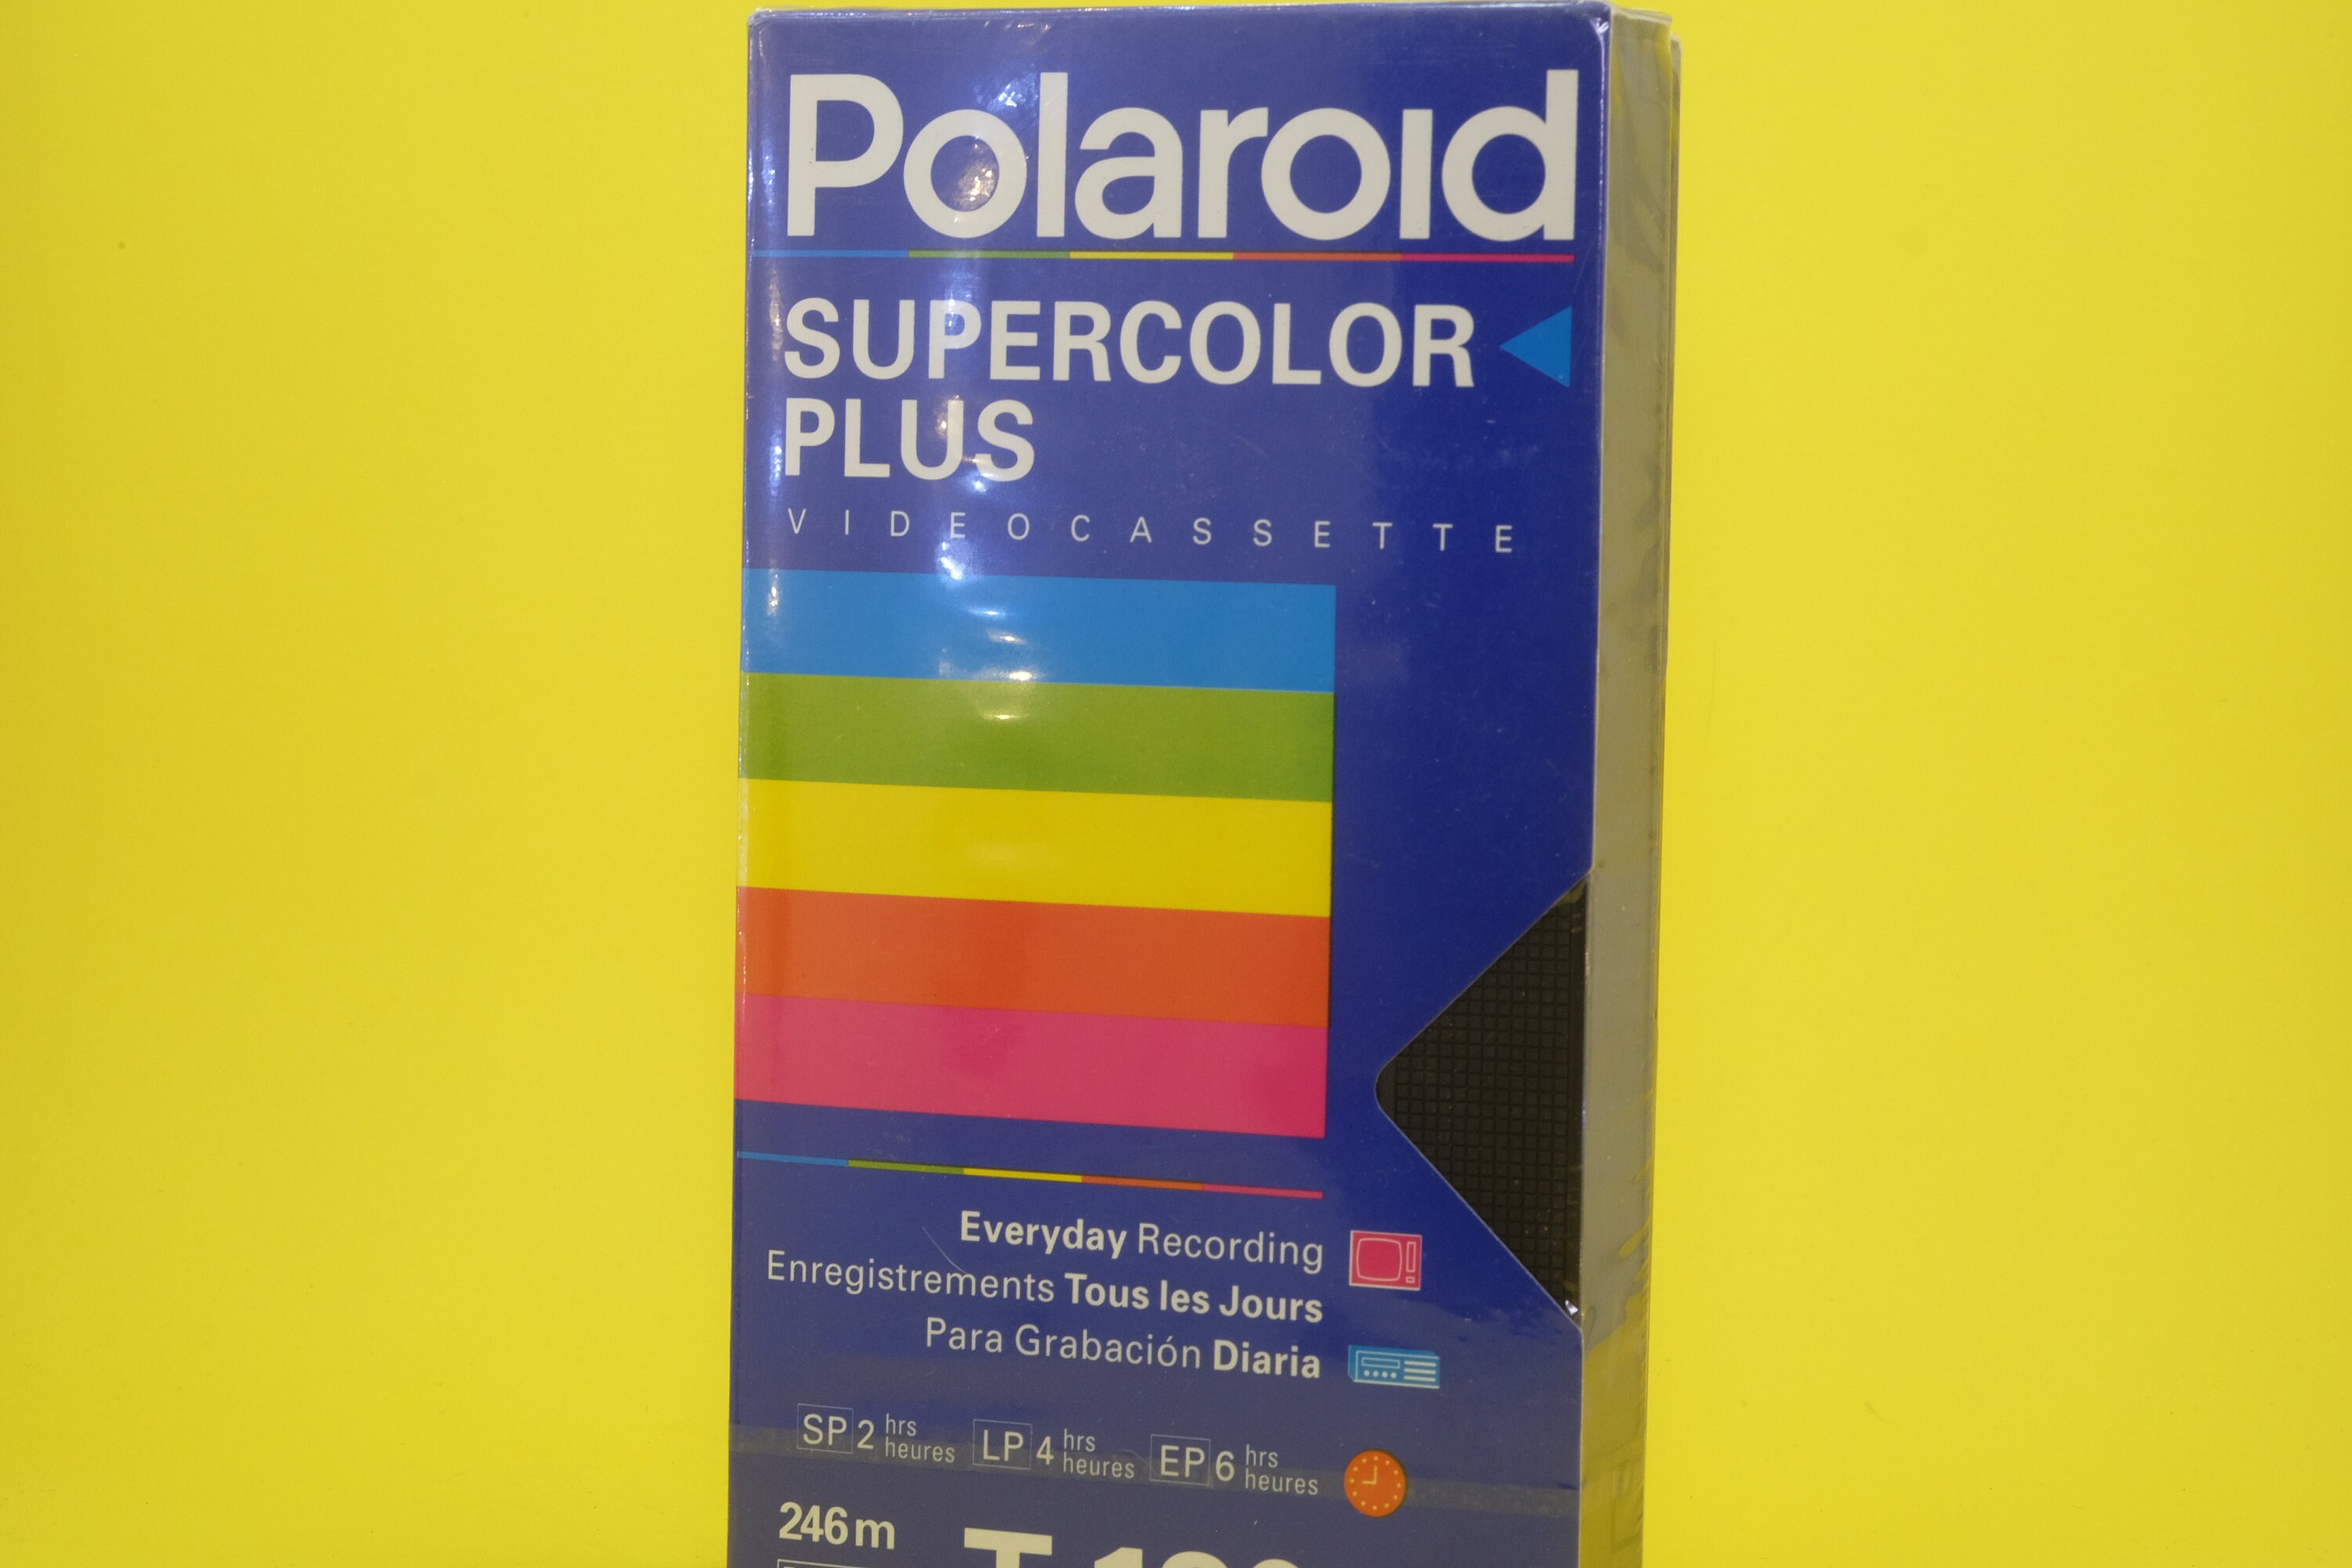 Polaroid
SUPERCOLOR
PLUS
VIDEOCASSETTE
Everyday Recording
Enregistrements Tous les Jours
Para Grabación Diaria
SP 2 hrs heures LP 4 hrs heures EP 6 hrs heures
246 m